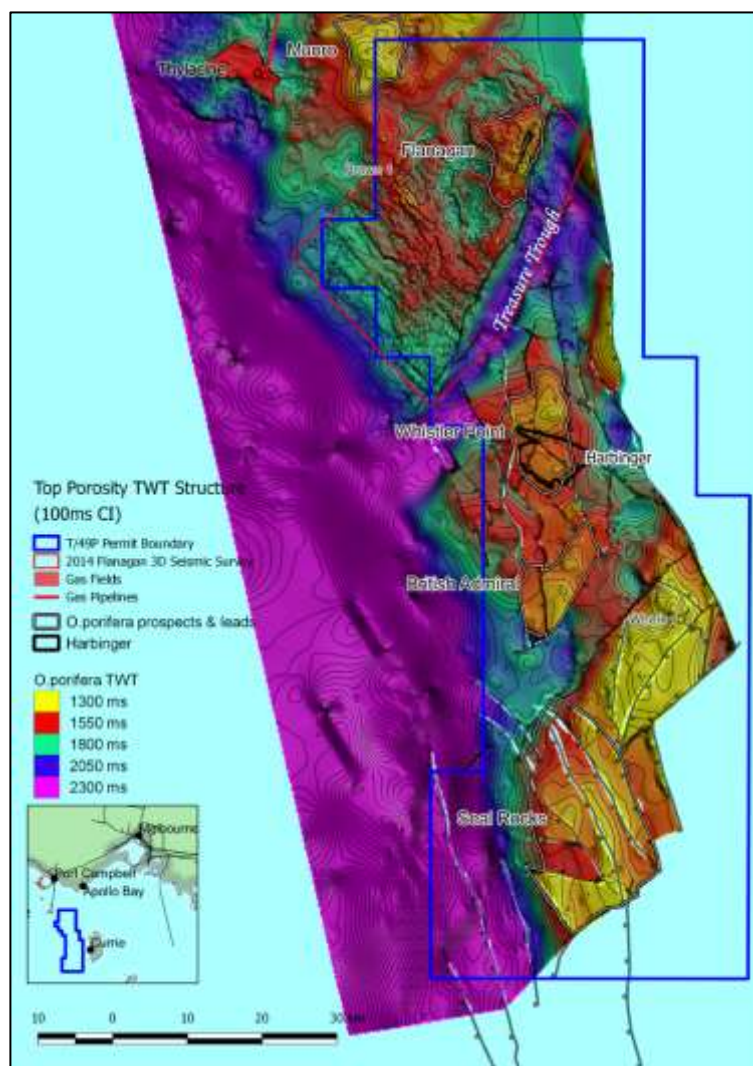 Munro
Thylacine
Flanagan
Treasure Trough
Whistler Point
Harbinger
British Admiral
Seal Rocks
Top Porosity TWT Structure
(100ms CI)
T/49P Permit Boundary
2014 Flanagan 3D Seismic Survey
Gas Fields
Gas Pipelines
O.porifera prospects & leads
Harbinger
O.porifera TWT
1300 ms
1550 ms
1800 ms
2050 ms
2300 ms
Melbourne
Port Campbell
Apollo Bay
Currie
10 0 10 20 30